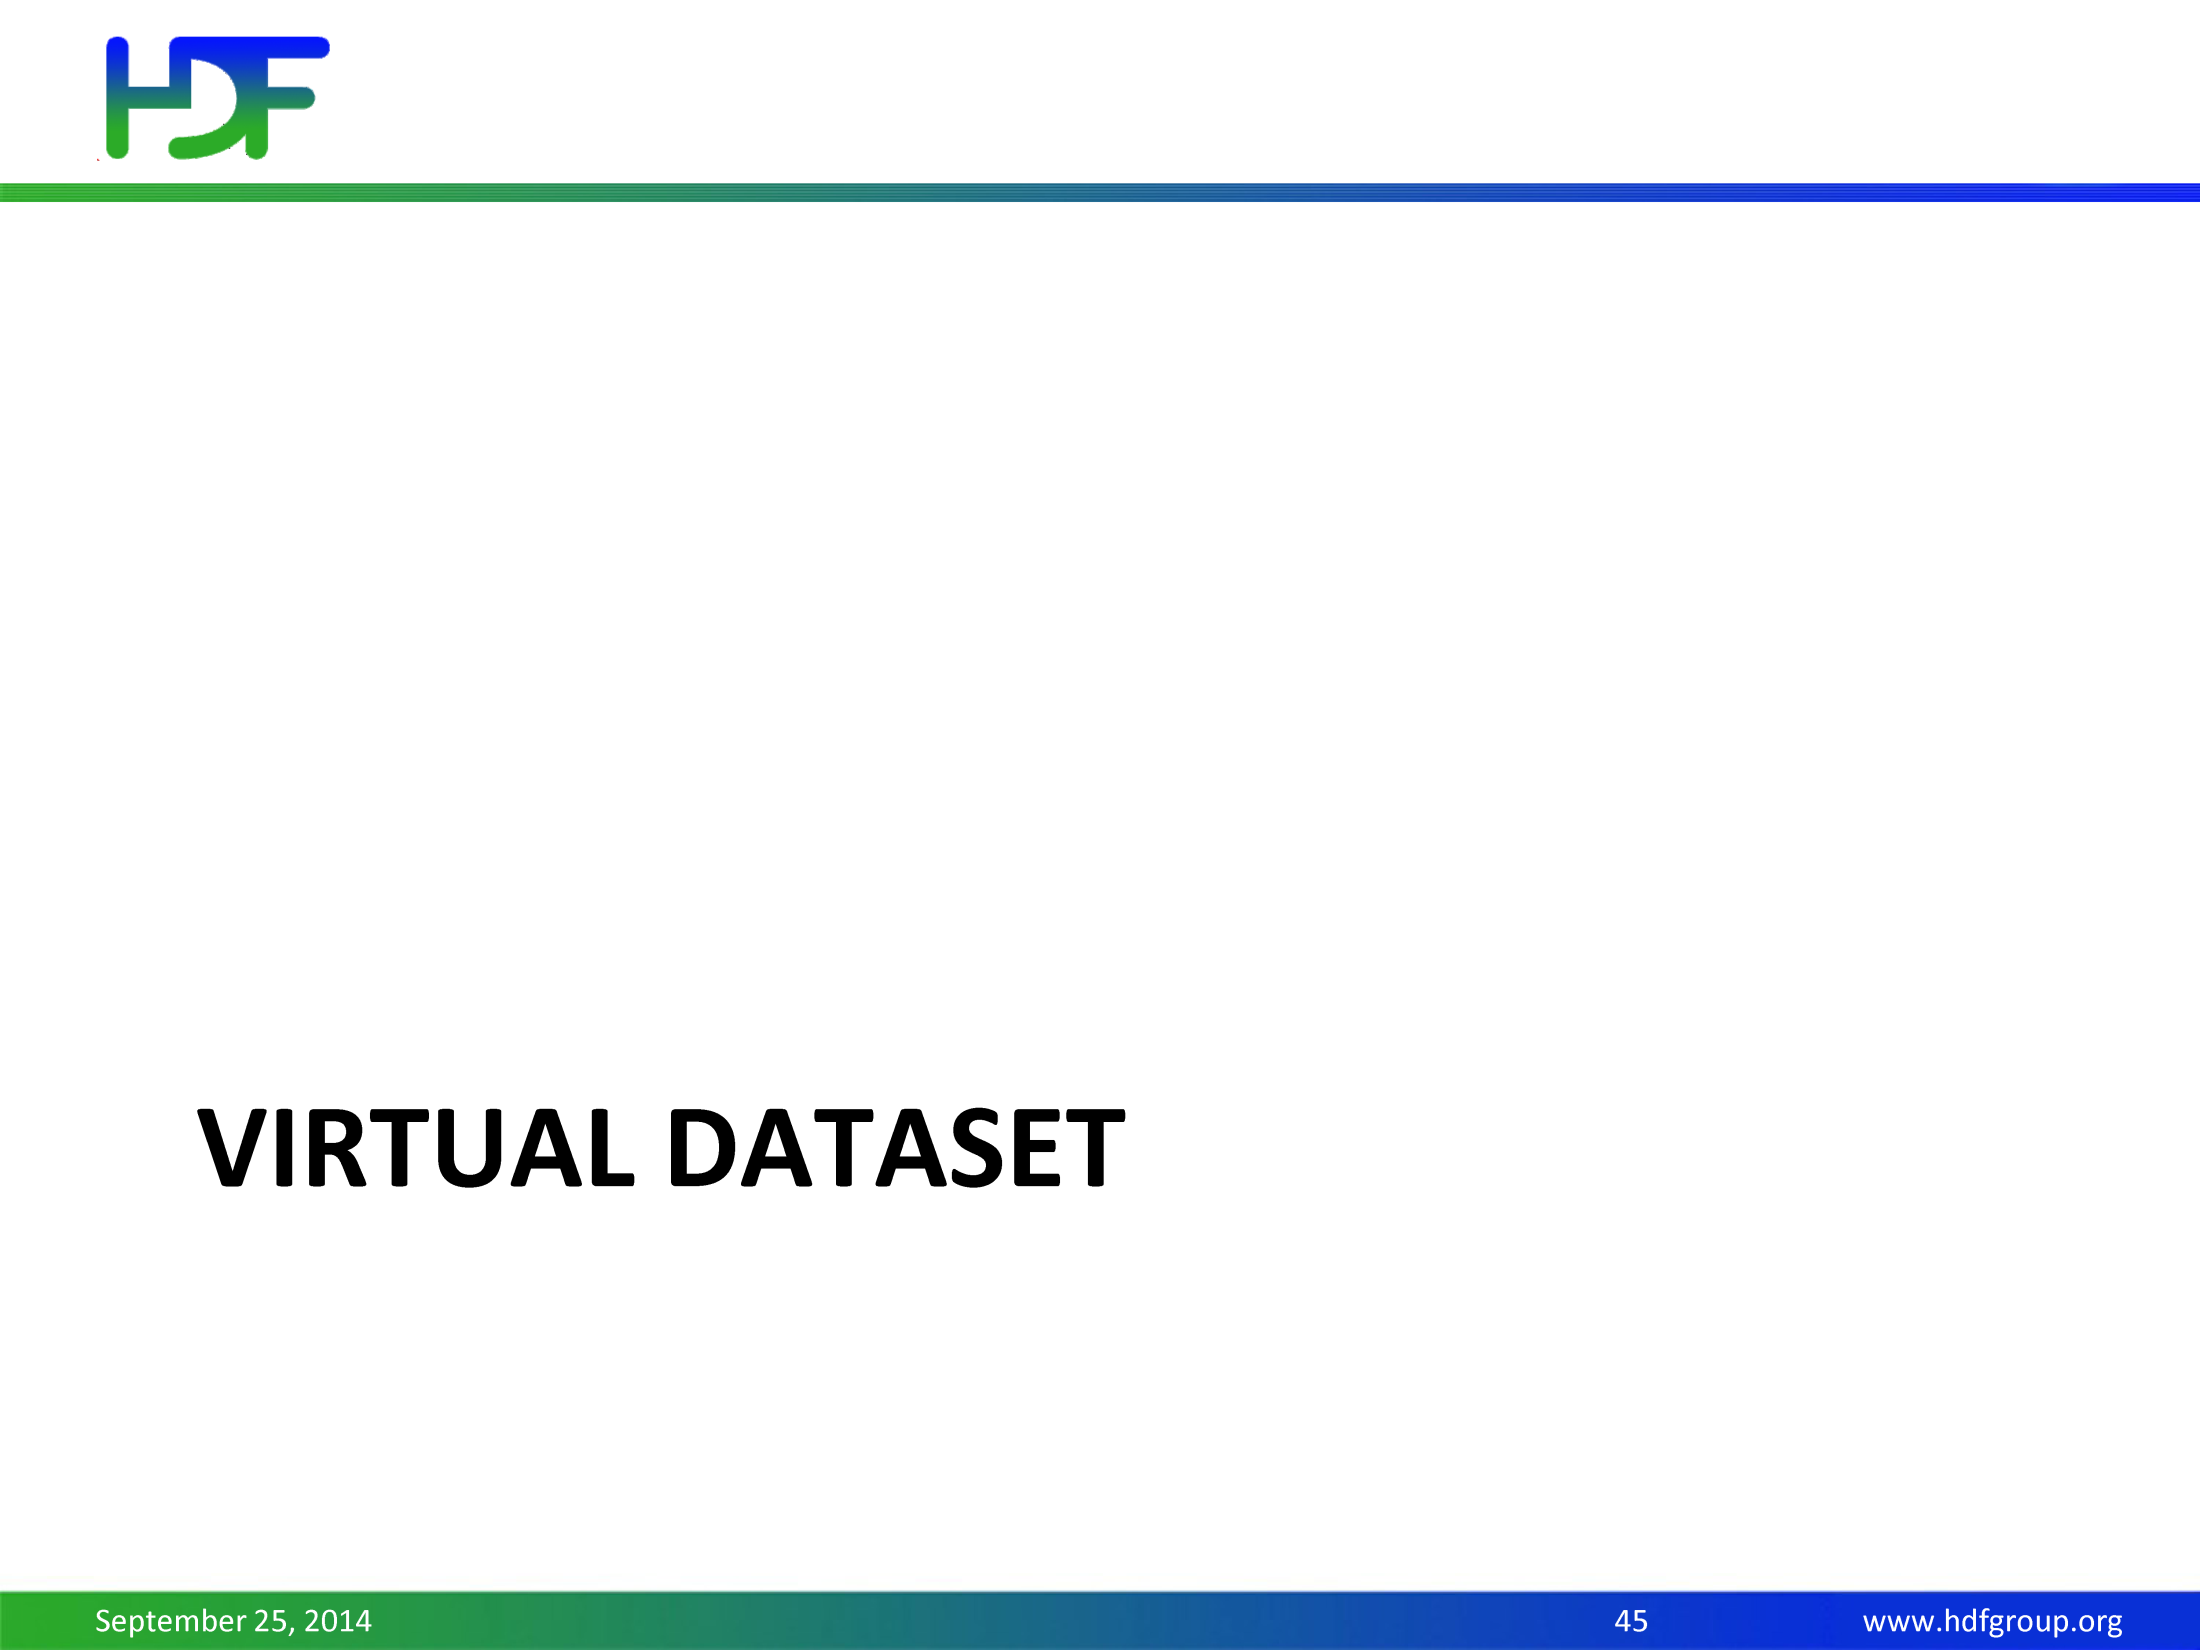 HDF
VIRTUAL DATASET
September 25, 2014
45
www.hdfgroup.org